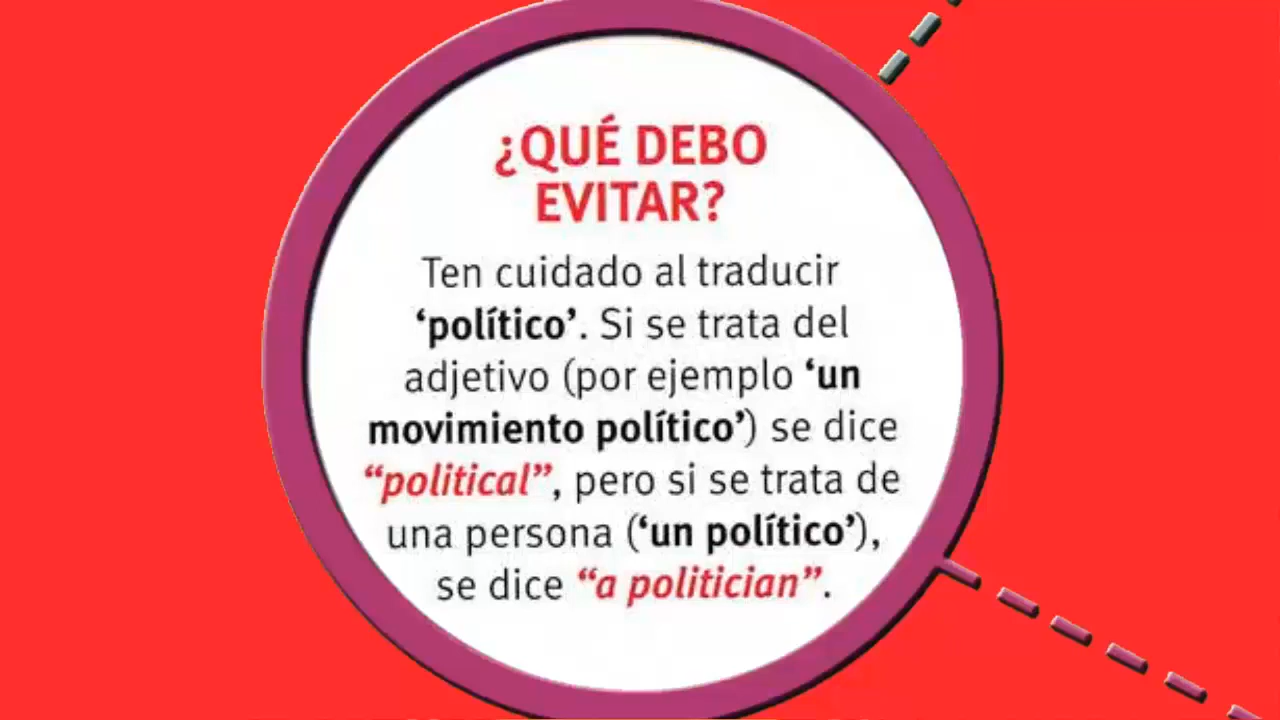 ¿QUÉ DEBO
EVITAR?
Ten cuidado al traducir
‘político’. Si se trata del
adjetivo (por ejemplo ‘un
movimiento político’) se dice
“political”, pero si se trata de
una persona (‘un político’),
se dice “a politician”.